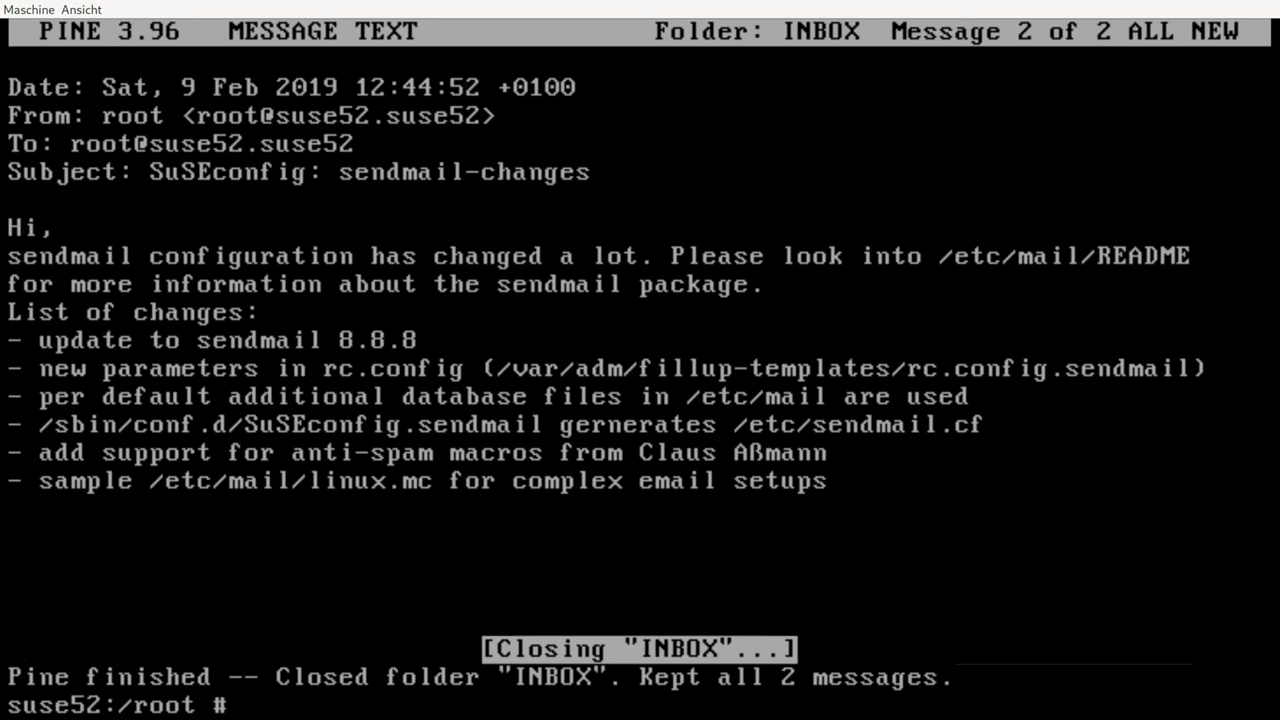 Maschine Ansicht
PINE 3.96 MESSAGE TEXT Folder: INBOX Message 2 of 2 ALL NEW
Date: Sat, 9 Feb 2019 12:44:52 +0100
From: root <root@suse52.suse52>
To: root@suse52.suse52
Subject: SuSEconfig: sendmail-changes
Hi,
sendmail configuration has changed a lot. Please look into /etc/mail/README
for more information about the sendmail package.
List of changes:
- update to sendmail 8.8.8
- new parameters in rc.config (/var/adm/fillup-templates/rc.config.sendmail)
- per default additional database files in /etc/mail are used
- /sbin/conf.d/SuSEconfig.sendmail gernerates /etc/sendmail.cf
- add support for anti-spam macros from Claus Aßmann
- sample /etc/mail/linux.mc for complex email setups
[Closing "INBOX"...]
Pine finished -- Closed folder "INBOX". Kept all 2 messages.
suse52:/root #